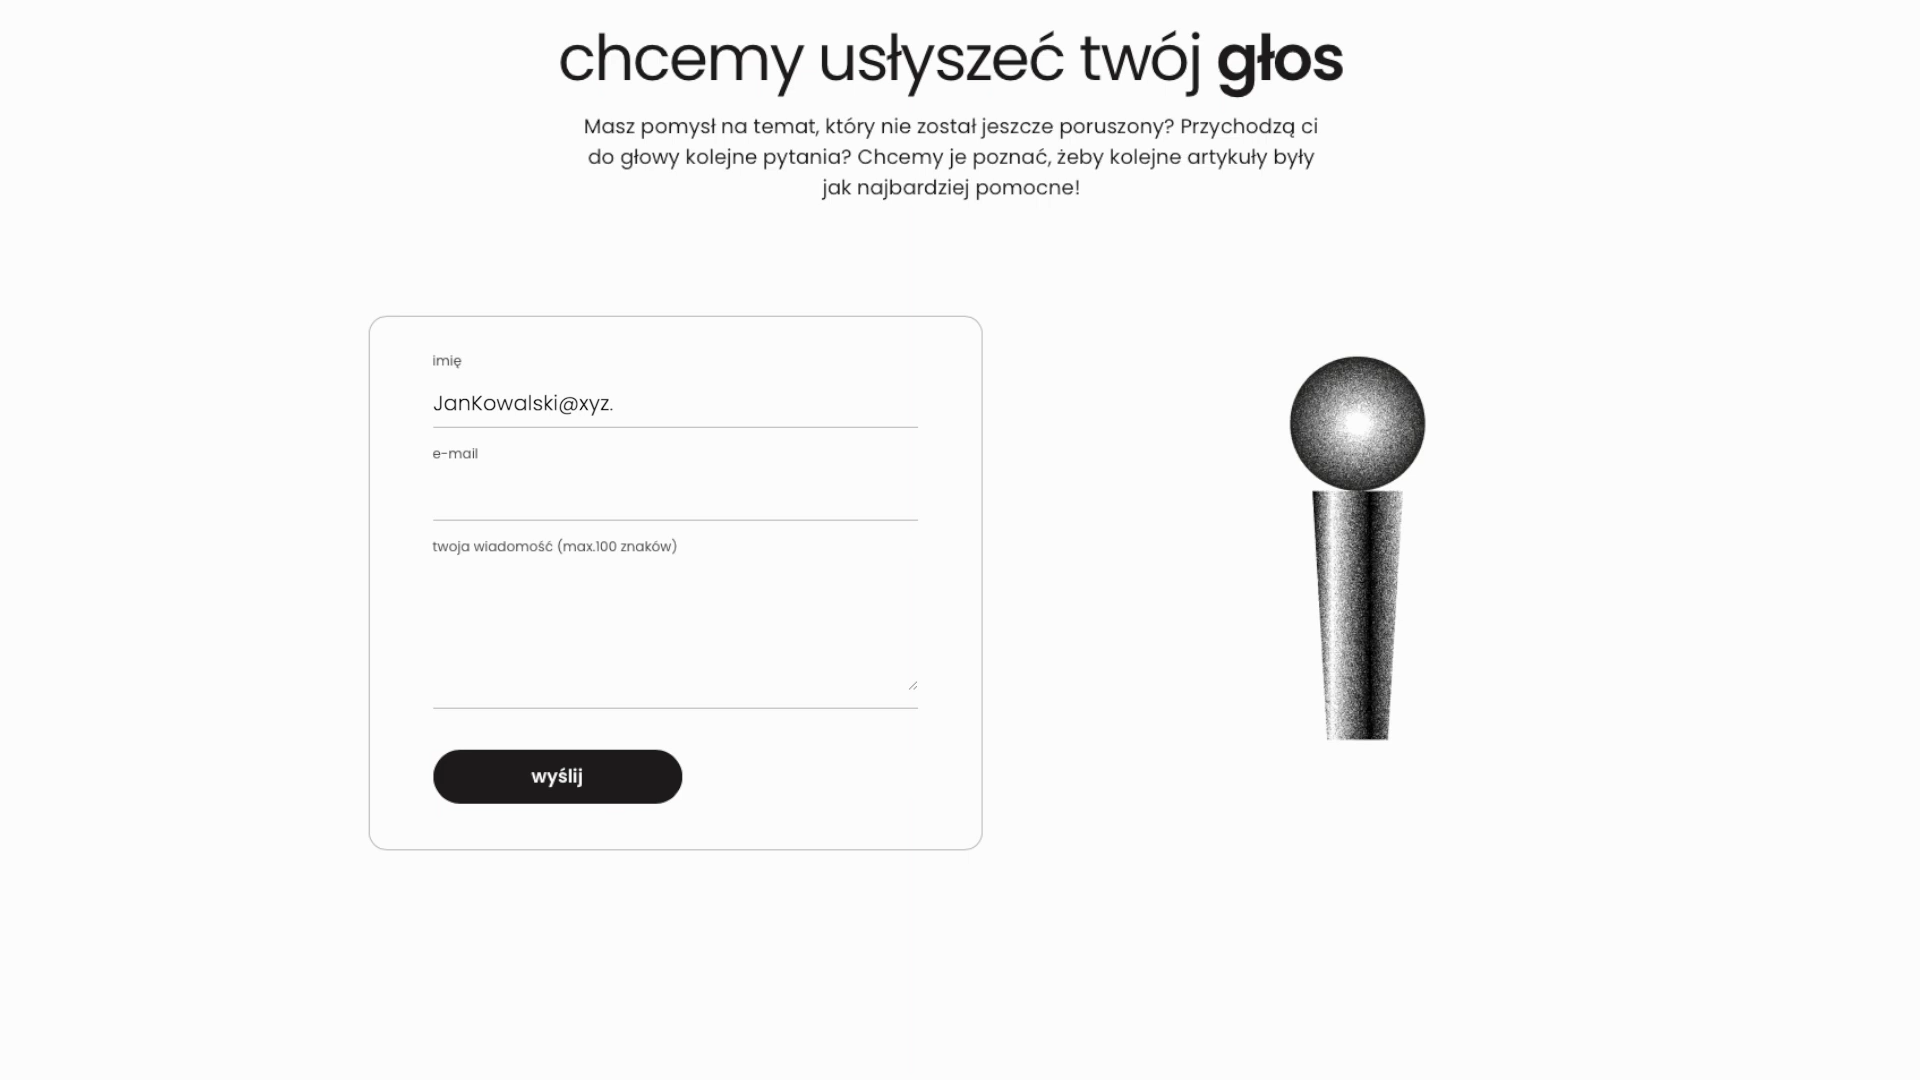 chcemy usłyszeć twój głos
Masz pomysł na temat, który nie został jeszcze poruszony? Przychodzą ci
do głowy kolejne pytania? Chcemy je poznać, żeby kolejne artykuły były
jak najbardziej pomocne!
imię
JanKowalski@xyz.
e-mail
twoja wiadomość (max.100 znaków)
wyślij